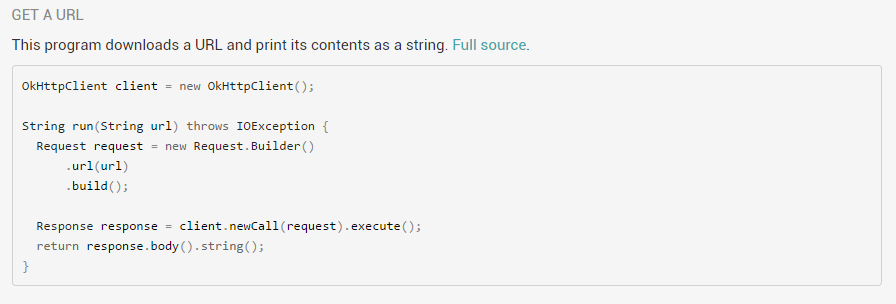 GET A URL
This program downloads a URL and print its contents as a string. Full source.
OkHttpClient client = new OkHttpClient();
String run(String url) throws IOException {
  Request request = new Request.Builder()
      .url(url)
      .build();
  Response response = client.newCall(request).execute();
  return response.body().string();
}